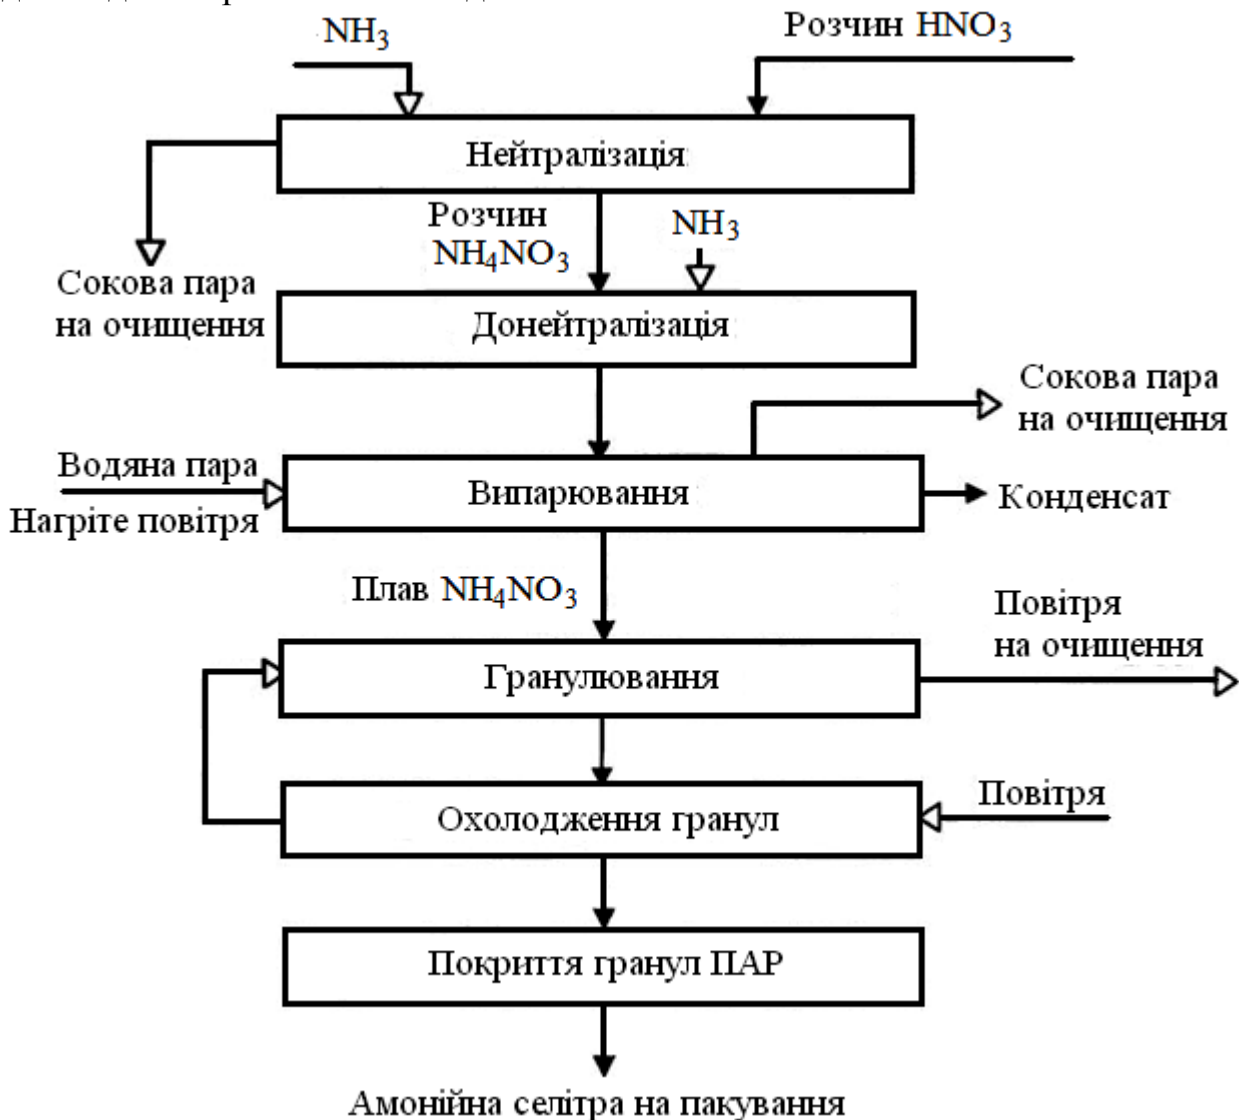 NH3
Розчин HNO3
Нейтралізація
Розчин
NH4NO3
NH3
Сокова пара
на очищення
Донейтралізація
Сокова пара
на очищення
Водяна пара
Нагріте повітря
Випарювання
Конденсат
Плав NH4NO3
Повітря
на очищення
Гранулювання
Повітря
Охолодження гранул
Покриття гранул ПАР
Амонійна селітра на пакування